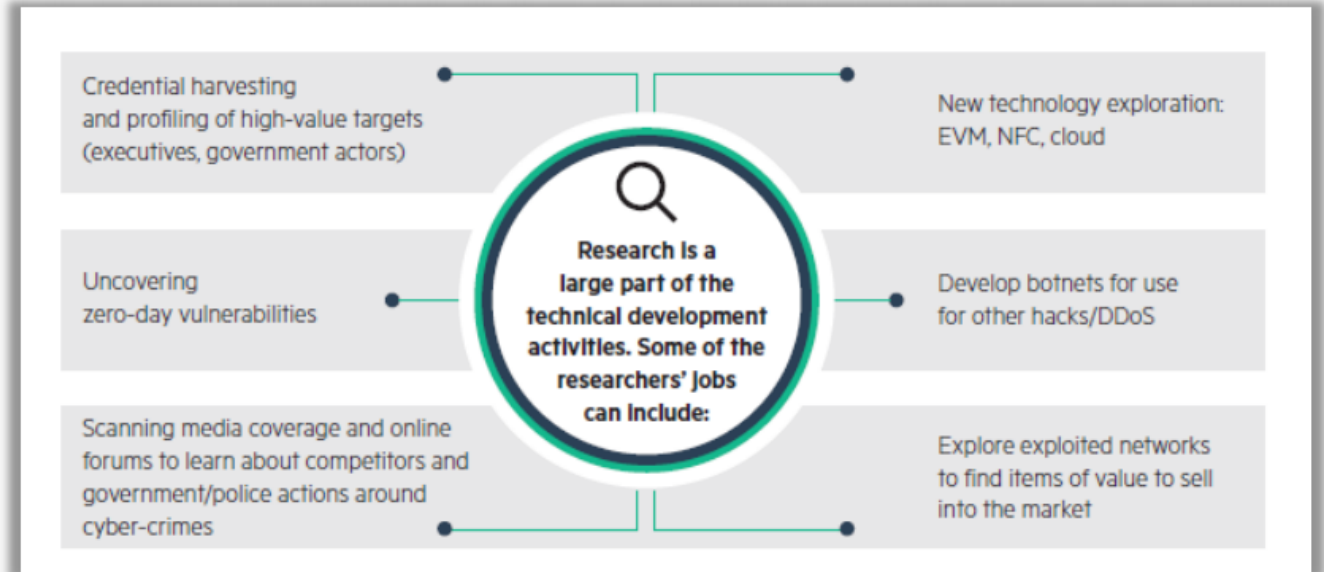 Credential harvesting
and profiling of high-value targets
(executives, government actors)
New technology exploration:
EVM, NFC, cloud
Research is a
large part of the
technical development
activities. Some of the
researchers’ jobs
can include:
Uncovering
zero-day vulnerabilities
Develop botnets for use
for other hacks/DDoS
Scanning media coverage and online
forums to learn about competitors and
government/police actions around
cyber-crimes
Explore exploited networks
to find items of value to sell
into the market